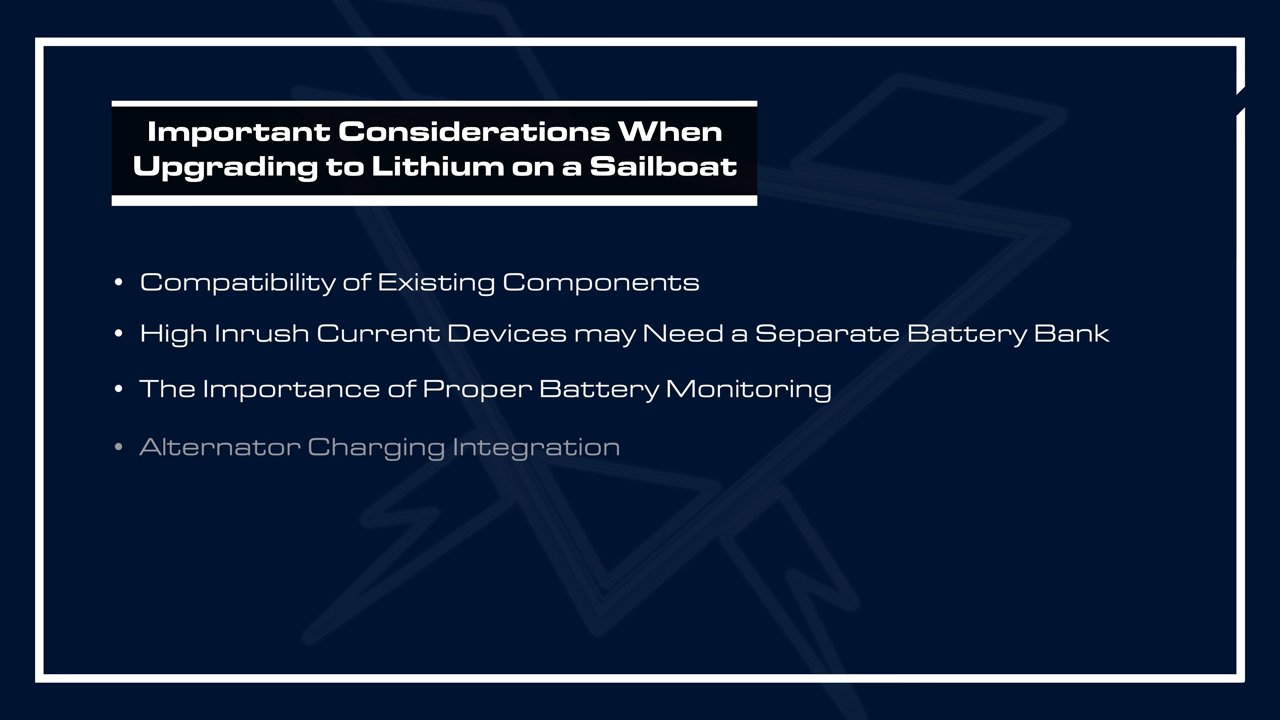 Important Considerations When
Upgrading to Lithium on a Sailboat
• Compatibility of Existing Components
• High Inrush Current Devices may Need a Separate Battery Bank
• The Importance of Proper Battery Monitoring
• Alternator Charging Integration